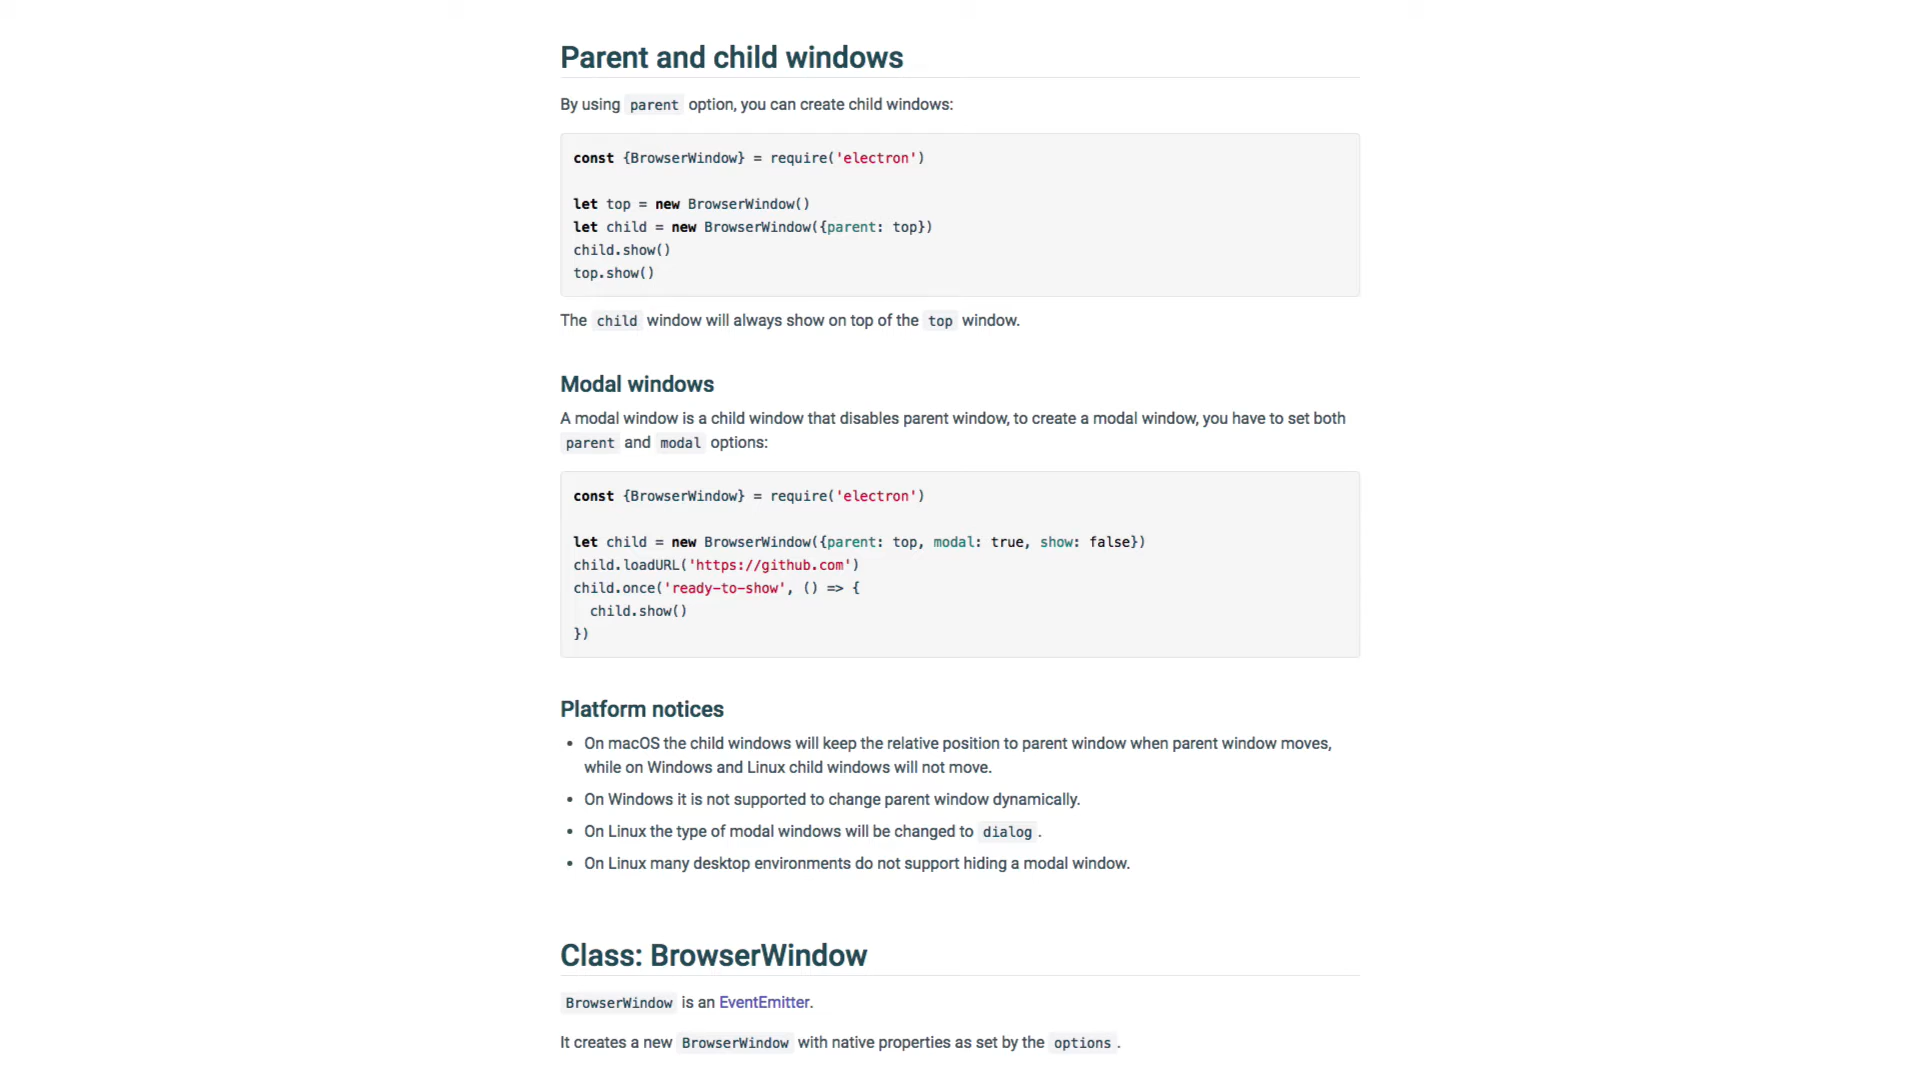 Parent and child windows
By using parent option, you can create child windows:
const {BrowserWindow} = require('electron')
let top = new BrowserWindow()
let child = new BrowserWindow({parent: top})
child.show()
top.show()
The child window will always show on top of the top window.
Modal windows
A modal window is a child window that disables parent window, to create a modal window, you have to set both
parent and modal options:
const {BrowserWindow} = require('electron')
let child = new BrowserWindow({parent: top, modal: true, show: false})
child.loadURL('https://github.com')
child.once('ready-to-show', () => {
  child.show()
})
Platform notices
• On macOS the child windows will keep the relative position to parent window when parent window moves,
while on Windows and Linux child windows will not move.
• On Windows it is not supported to change parent window dynamically.
• On Linux the type of modal windows will be changed to dialog.
• On Linux many desktop environments do not support hiding a modal window.
Class: BrowserWindow
BrowserWindow is an EventEmitter.
It creates a new BrowserWindow with native properties as set by the options.